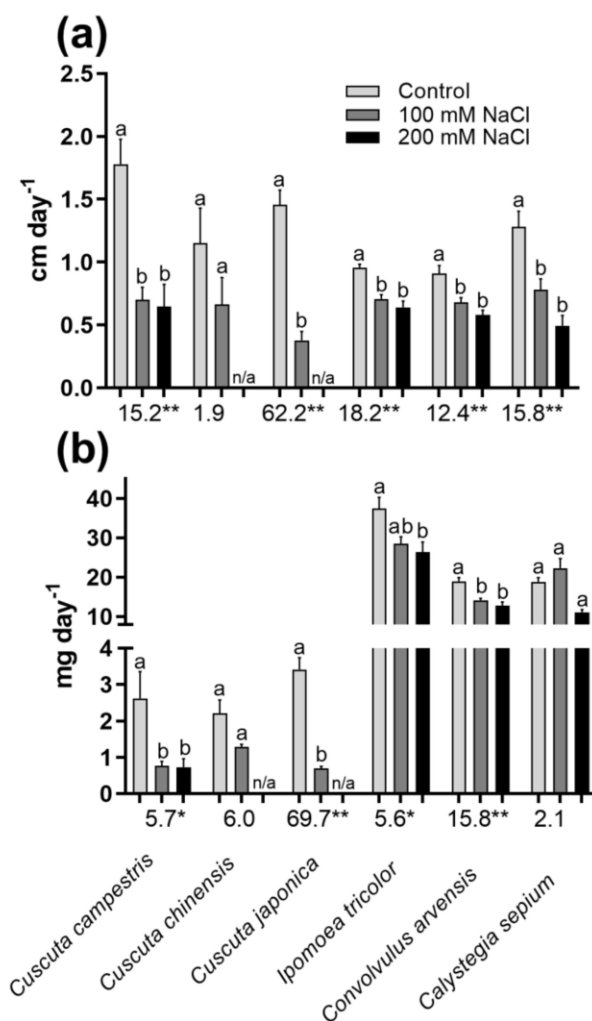 (a)
cm day-1
2.5
2.0
1.5
1.0
0.5
0.0
Control
100 mM NaCl
200 mM NaCl
a b b
a a n/a
a b n/a
a b b
a b b
a b b
15.2** 1.9 62.2** 18.2** 12.4** 15.8**
(b)
mg day-1
40
30
20
10
4
3
2
1
0
a b b
a a n/a
a b n/a
a ab b
a b b
a a a
5.7* 6.0 69.7** 5.6* 15.8** 2.1
Cuscuta campestris
Cuscuta chinensis
Cuscuta japonica
Ipomoea tricolor
Convolvulus arvensis
Calystegia sepium